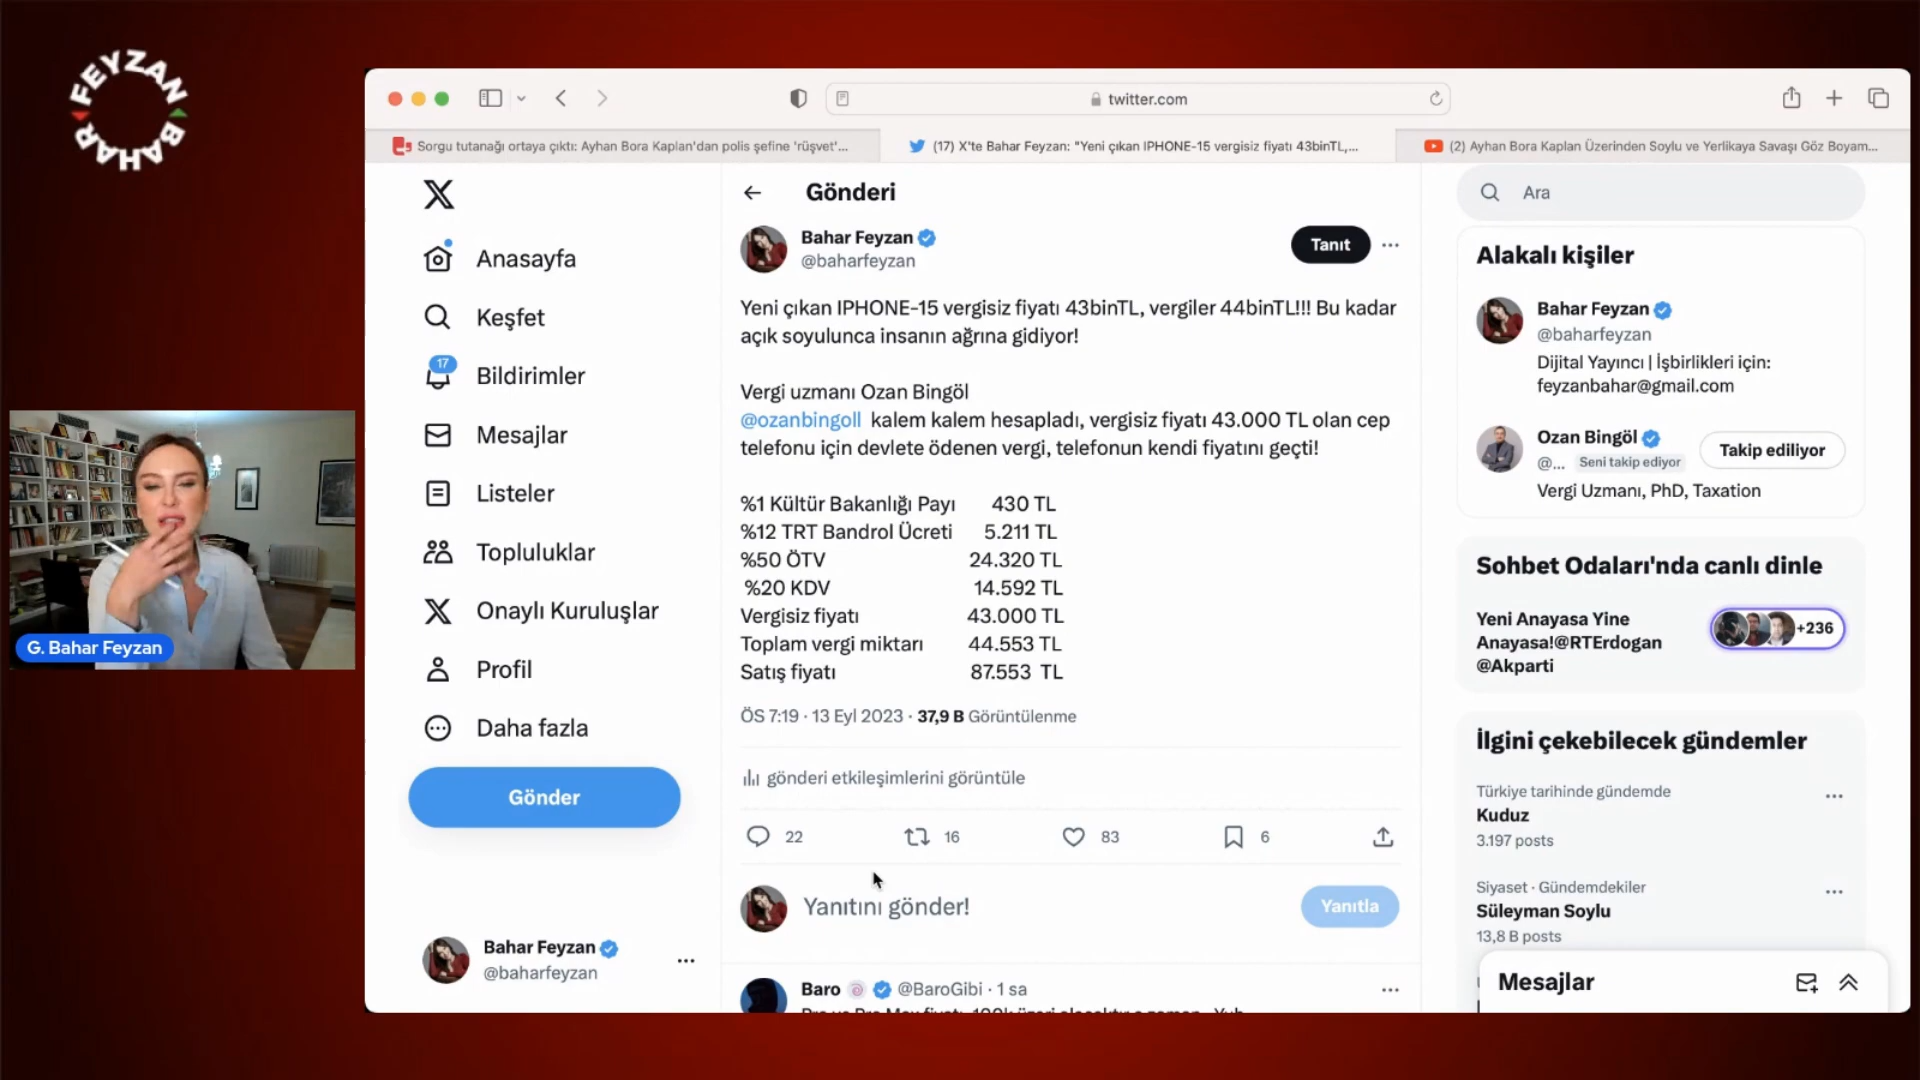 FEYZAN
BAHAR
G. Bahar Feyzan
twitter.com
Sorgu tutanağı ortaya çıktı: Ayhan Bora Kaplan'dan polis şefine 'rüşvet'...
(17) X'te Bahar Feyzan: "Yeni çıkan IPHONE-15 vergisiz fiyatı 43binTL,...
(2) Ayhan Bora Kaplan Üzerinden Soylu ve Yerlikaya Savaşı Göz Boyam...
Anasayfa
Keşfet
17
Bildirimler
Mesajlar
Listeler
Topluluklar
Onaylı Kuruluşlar
Profil
Daha fazla
Gönder
Bahar Feyzan
@baharfeyzan
Gönderi
Bahar Feyzan
@baharfeyzan
Tanıt
Yeni çıkan IPHONE-15 vergisiz fiyatı 43binTL, vergiler 44binTL!!! Bu kadar
açık soyulunca insanın ağrına gidiyor!
Vergi uzmanı Ozan Bingöl
@ozanbingoll kalem kalem hesapladı, vergisiz fiyatı 43.000 TL olan cep
telefonu için devlete ödenen vergi, telefonun kendi fiyatını geçti!
%1 Kültür Bakanlığı Payı 430 TL
%12 TRT Bandrol Ücreti 5.211 TL
%50 ÖTV 24.320 TL
%20 KDV 14.592 TL
Vergisiz fiyatı 43.000 TL
Toplam vergi miktarı 44.553 TL
Satış fiyatı 87.553 TL
ÖS 7:19 · 13 Eyl 2023 · 37,9 B Görüntülenme
gönderi etkileşimlerini görüntüle
22 16 83 6
Yanıtını gönder!
Yanıtla
Baro @BaroGibi · 1 sa
Ara
Alakalı kişiler
Bahar Feyzan
@baharfeyzan
Dijital Yayıncı | İşbirlikleri için:
feyzanbahar@gmail.com
Ozan Bingöl
@... Seni takip ediyor
Takip ediliyor
Vergi Uzmanı, PhD, Taxation
Sohbet Odaları'nda canlı dinle
Yeni Anayasa Yine
Anayasa!@RTErdogan
@Akparti
+236
İlgini çekebilecek gündemler
Türkiye tarihinde gündemde
Kuduz
3.197 posts
Siyaset · Gündemdekiler
Süleyman Soylu
13,8 B posts
Mesajlar